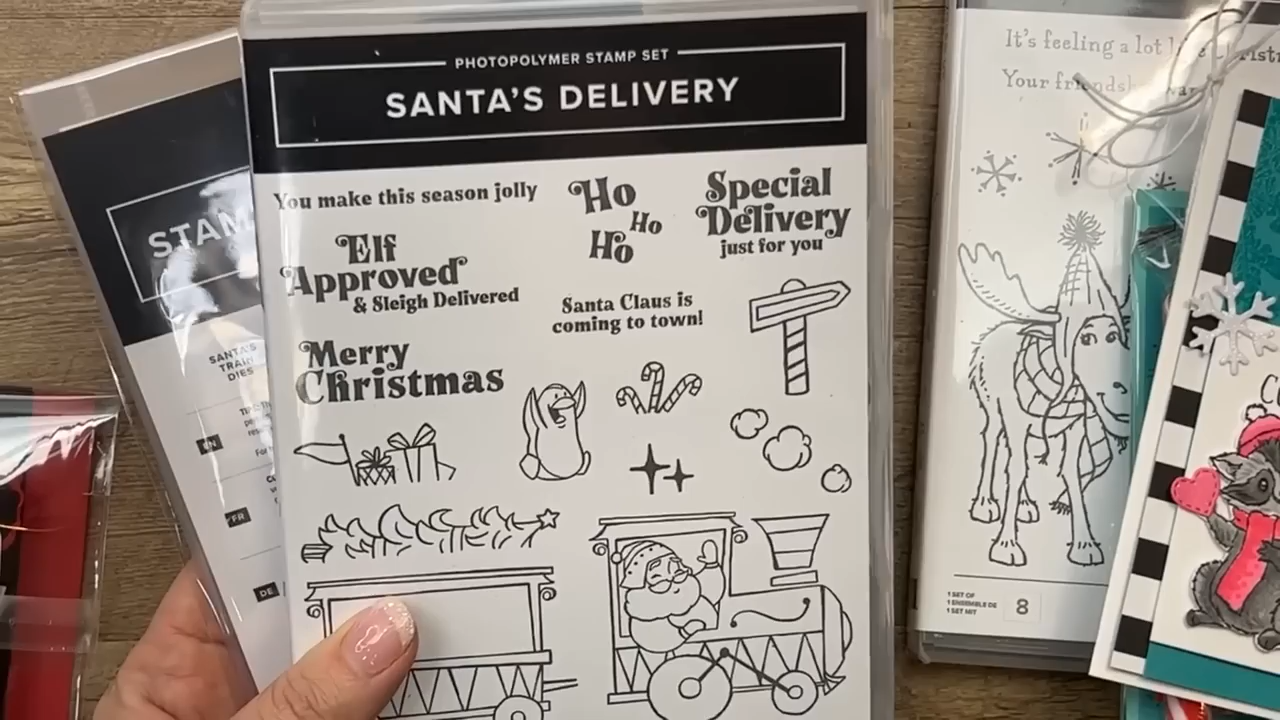 PHOTOPOLYMER STAMP SET
SANTA'S DELIVERY
You make this season jolly
Ho
Ho
Ho
Special
Delivery
just for you
Elf
Approved
& Sleigh Delivered
Santa Claus is
coming to town!
Merry
Christmas
STAM
SANTA'S
TRAIN
DIES
EN
FR
DE
It's feeling a lot
Your
1 SET OF
1 ENSEMBLE DE
1 SET MIT
8